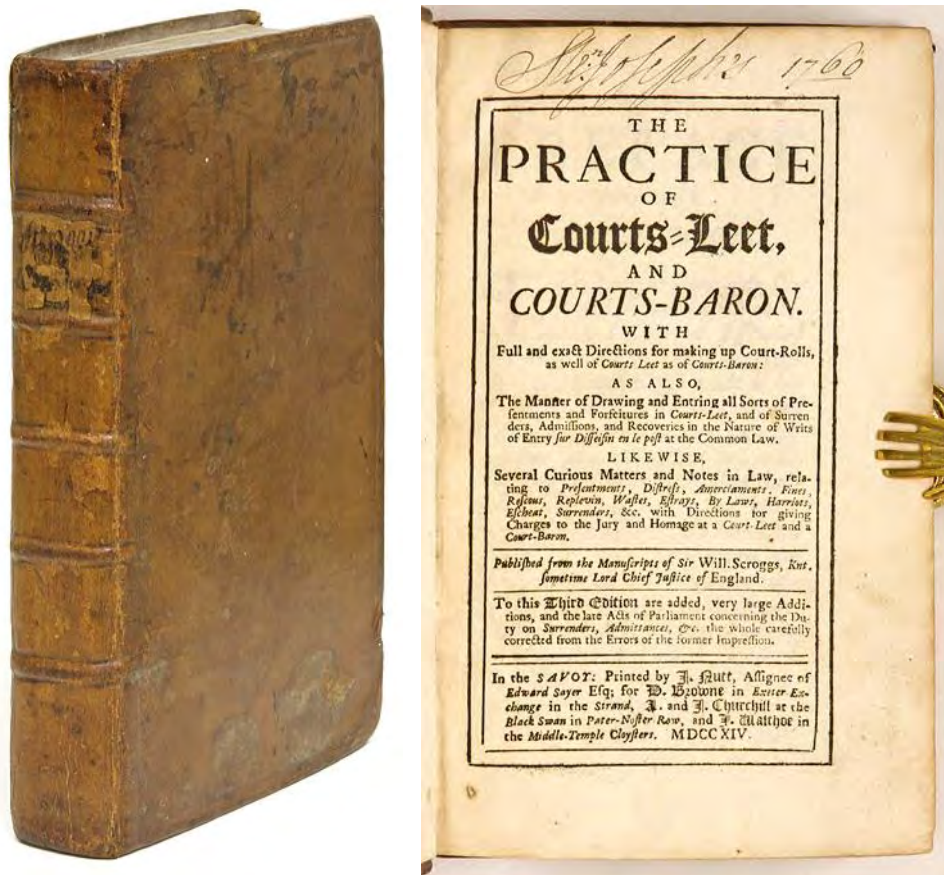 Sten: Joseph's 1760
THE
PRACTICE
OF
Courts-Leet,
AND
COURTS-BARON.
WITH
Full and exact Directions for making up Court-Rolls,
as well of Courts Leet as of Courts-Baron:
AS ALSO,
The Manner of Drawing and Entring all Sorts of Pre-
sentments and Forfeitures in Courts-Leet, and of Surren
ders, Admissions, and Recoveries in the Nature of Writs
of Entry sur Disseisin en le post at the Common Law.
LIKEWISE,
Several Curious Matters and Notes in Law, rela-
ting to Presentments, Distress, Amerciaments, Fines,
Rescous, Replevin, Wastes, Estrays, By Laws, Harriots,
Escheat, Surrenders, &c. with Directions for giving
Charges to the Jury and Homage at a Court-Leet and a
Court-Baron.
Published from the Manuscripts of Sir Will. Scroggs, Knt.
sometime Lord Chief Justice of England.
To this Third Edition are added, very large Addi-
tions, and the late Acts of Parliament concerning the Du-
ty on Surrenders, Admittances, &c. the whole carefully
corrected from the Errors of the former Impression.
In the SAVOY: Printed by J. Nutt, Assignee of
Edward Sayer Esq; for D. Browne in Exeter Ex-
change in the Strand, A. and J. Churchill at the
Black Swan in Pater-Noster Row, and J. Walthoe in
the Middle-Temple Cloysters. MDCCXIV.